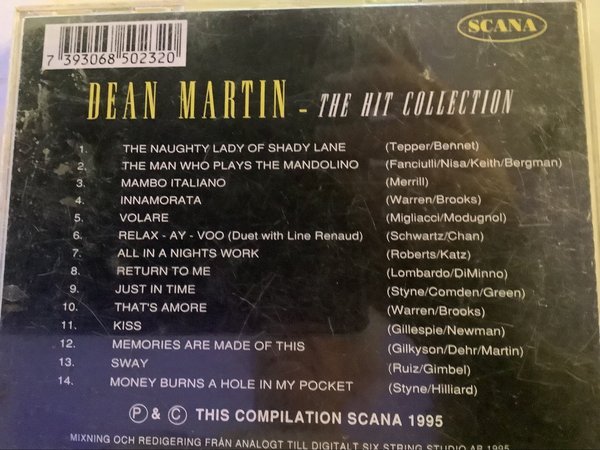 SCANA
7 393068 502320
DEAN MARTIN - THE HIT COLLECTION
1. THE NAUGHTY LADY OF SHADY LANE (Tepper/Bennet)
2. THE MAN WHO PLAYS THE MANDOLINO (Fanciulli/Nisa/Keith/Bergman)
3. MAMBO ITALIANO (Merrill)
4. INNAMORATA (Warren/Brooks)
5. VOLARE (Migliacci/Modugnol)
6. RELAX - AY - VOO (Duet with Line Renaud) (Schwartz/Chan)
7. ALL IN A NIGHTS WORK (Roberts/Katz)
8. RETURN TO ME (Lombardo/DiMinno)
9. JUST IN TIME (Styne/Comden/Green)
10. THAT'S AMORE (Warren/Brooks)
11. KISS (Gillespie/Newman)
12. MEMORIES ARE MADE OF THIS (Gilkyson/Dehr/Martin)
13. SWAY (Ruiz/Gimbel)
14. MONEY BURNS A HOLE IN MY POCKET (Styne/Hilliard)
Ⓟ & © THIS COMPILATION SCANA 1995
MIXNING OCH REDIGERING FRÅN ANALOGT TILL DIGITALT SIX STRING STUDIO AB 1995